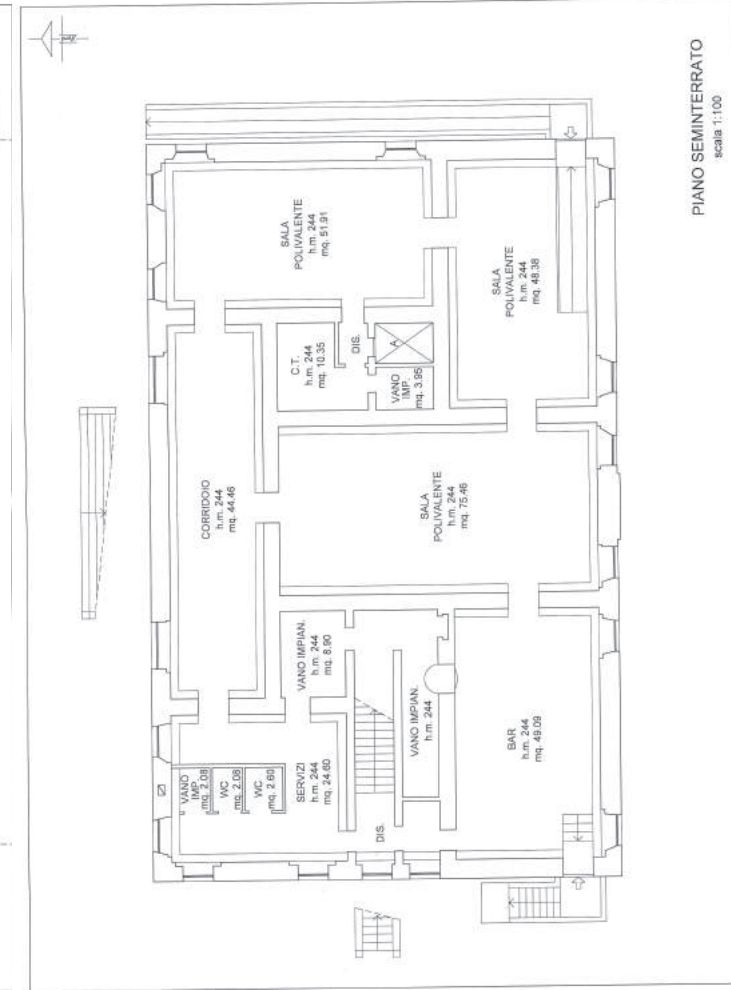 PIANO SEMINTERRATO
scala 1:100
VANO
IMP.
mq. 2.08
WC
mq. 2.08
WC
mq. 2.60
SERVIZI
h.m. 244
mq. 24.60
DIS.
VANO IMPIAN.
h.m. 244
mq. 8.90
VANO IMPIAN.
h.m. 244
BAR
h.m. 244
mq. 49.09
CORRIDOIO
h.m. 244
mq. 44.46
SALA
POLIVALENTE
h.m. 244
mq. 75.46
C.T.
h.m. 244
mq. 10.35
DIS.
VANO
IMP.
mq. 3.95
A
SALA
POLIVALENTE
h.m. 244
mq. 51.91
SALA
POLIVALENTE
h.m. 244
mq. 48.38